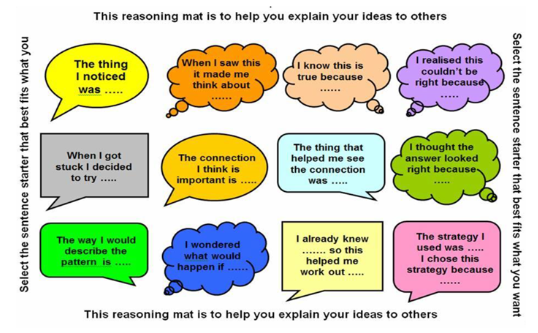 This reasoning mat is to help you explain your ideas to others
Select the sentence starter that best fits what you
The thing
I noticed
was …..
When I saw this
it made me
think about
……
I know this is
true because
……
I realised this
couldn't be
right because
……
Select the sentence starter that best fits what you want
When I got
stuck I decided
to try …..
The connection
I think is
important is …..
The thing that
helped me see
the connection
was …..
I thought the
answer looked
right because
…..
The way I would
describe the
pattern is …..
I wondered
what would
happen if ……
I already knew
……. so this
helped me
work out …..
The strategy I
used was …..
I chose this
strategy because
……
This reasoning mat is to help you explain your ideas to others